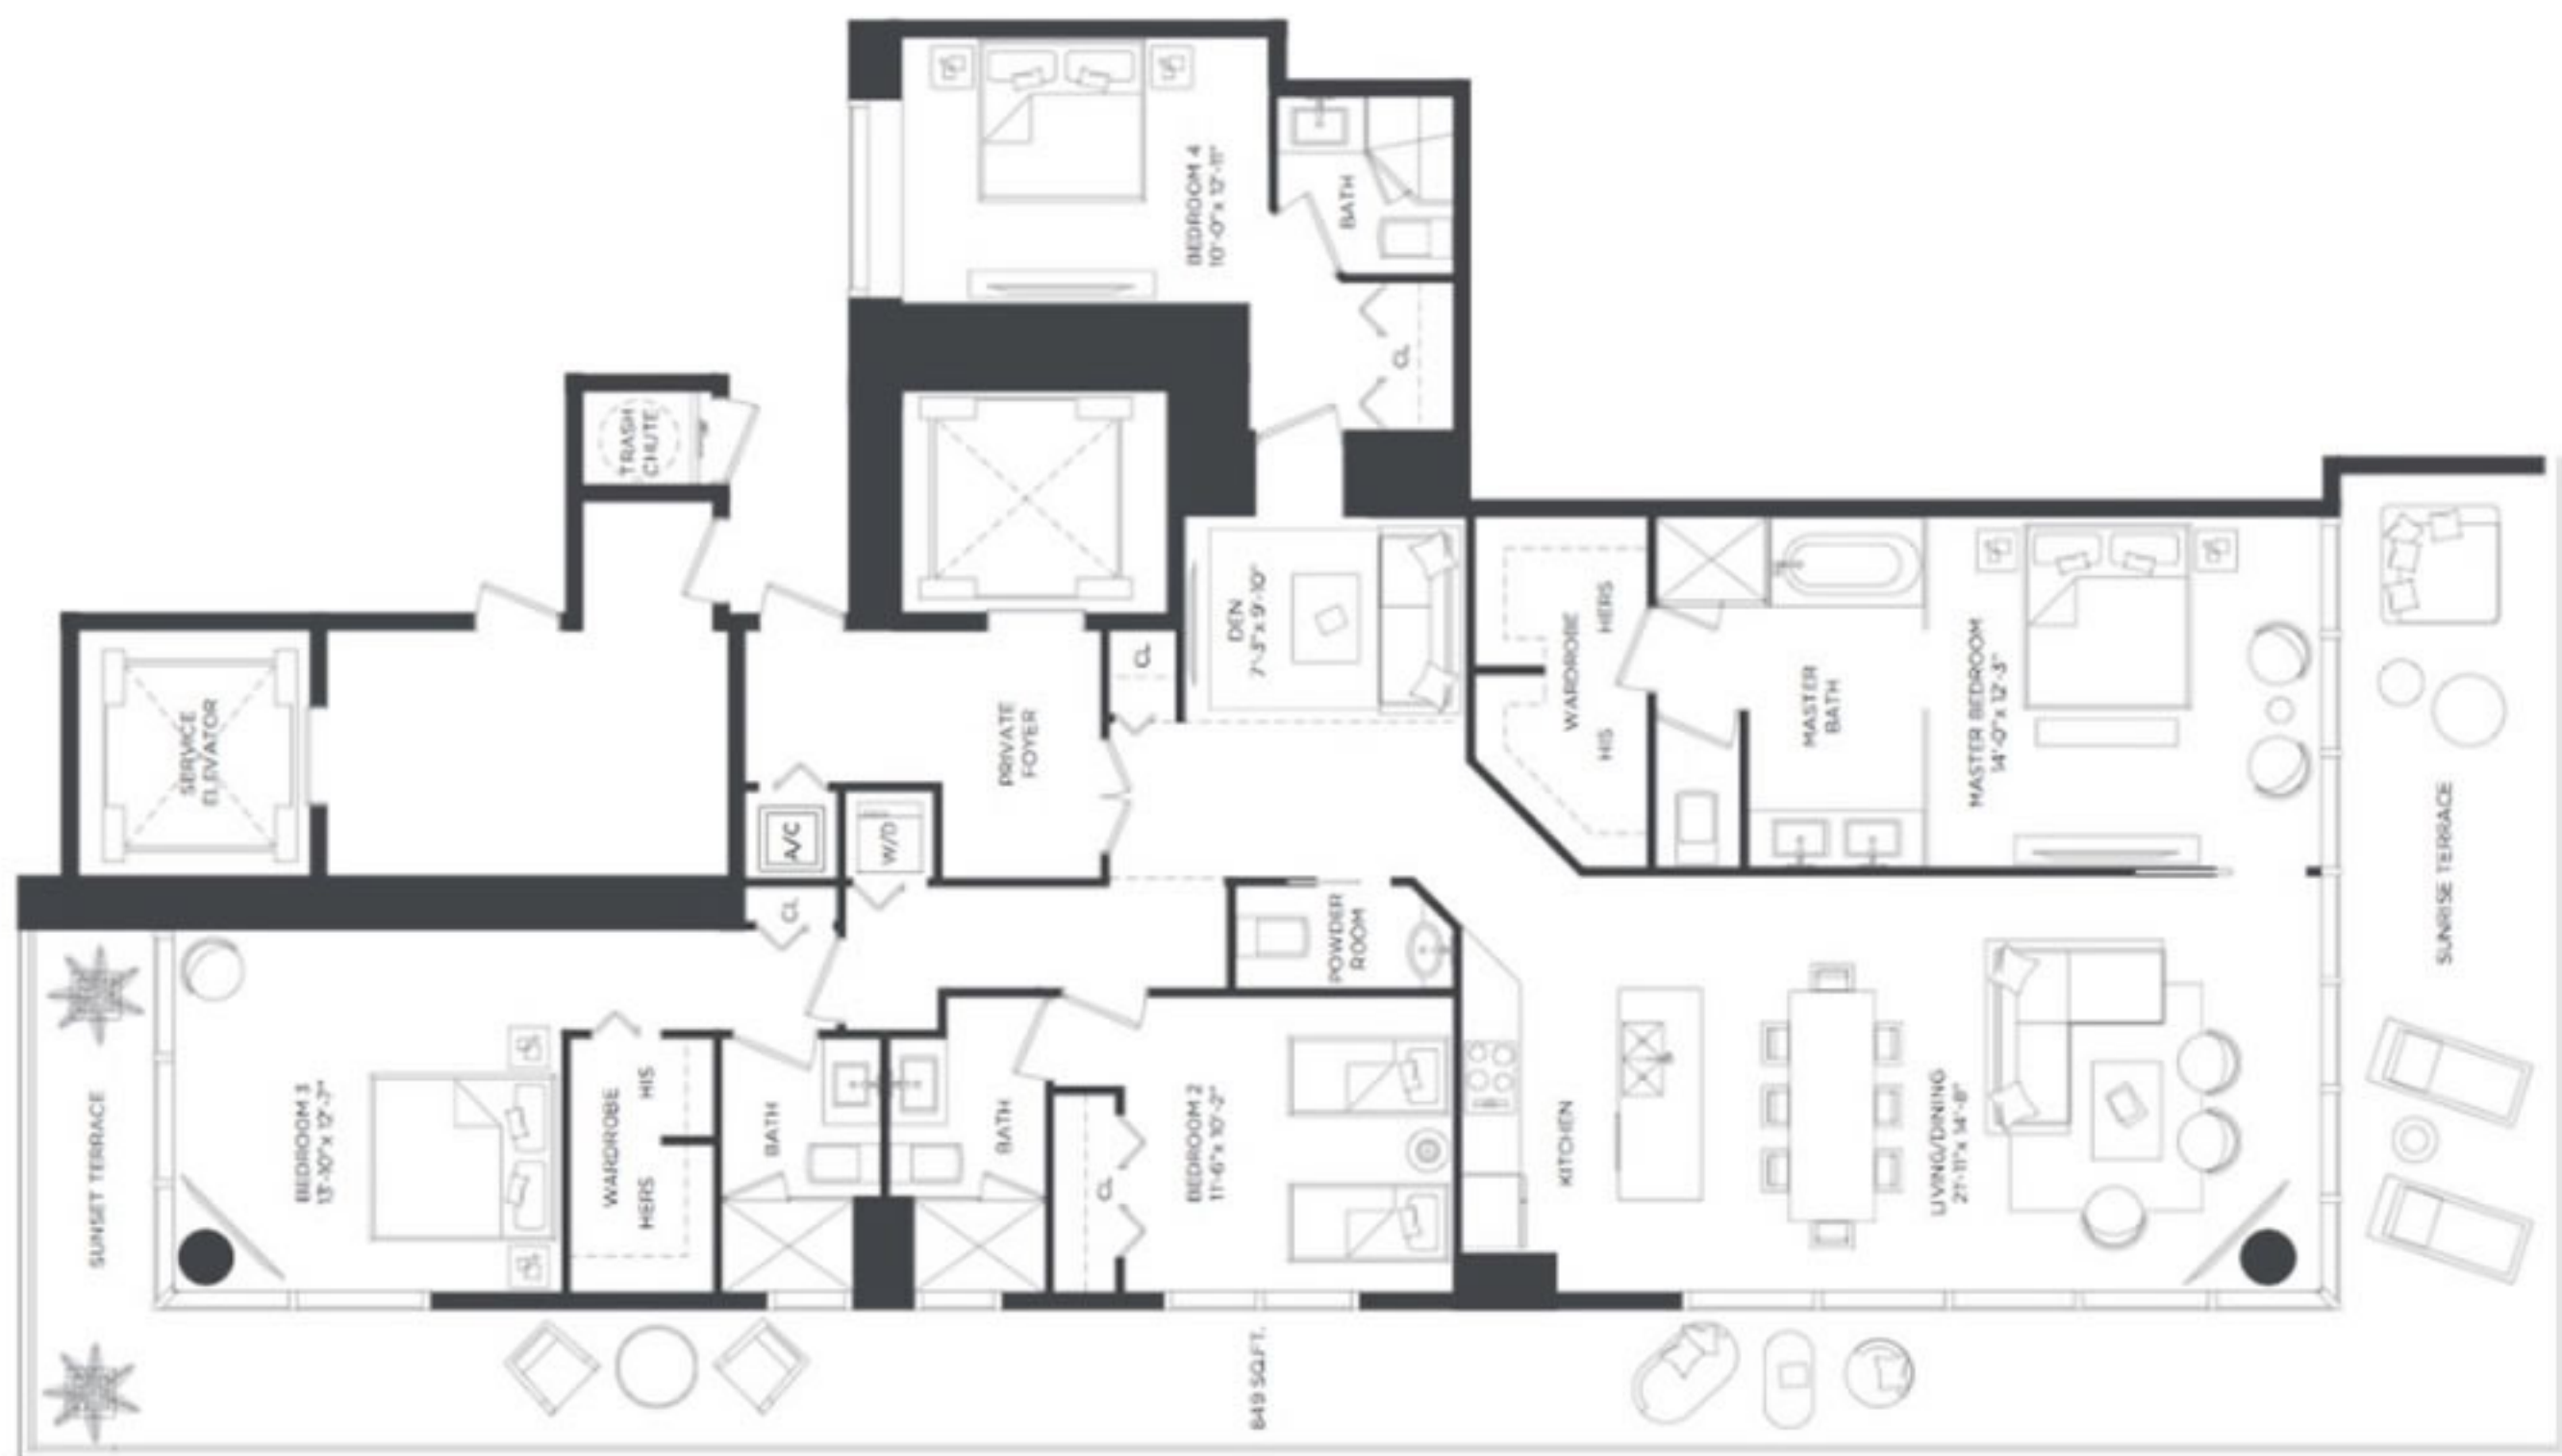 BEDROOM 4
10'-0" x 12'-11"
BATH
CL
TRASH
CHUTE
SERVICE
ELEVATOR
PRIVATE
FOYER
CL
DEN
7'-3" x 9'-10"
WARDROBE
HIS
HERS
MASTER
BATH
MASTER BEDROOM
14'-0" x 12'-3"
SUNRISE TERRACE
A/C
W/D
CL
POWDER
ROOM
SUNSET TERRACE
BEDROOM 3
13'-10" x 12'-7"
WARDROBE
HERS
HIS
BATH
BATH
CL
BEDROOM 2
11'-6" x 10'-2"
KITCHEN
LIVING/DINING
27'-11" x 14'-8"
849 SQ.FT.